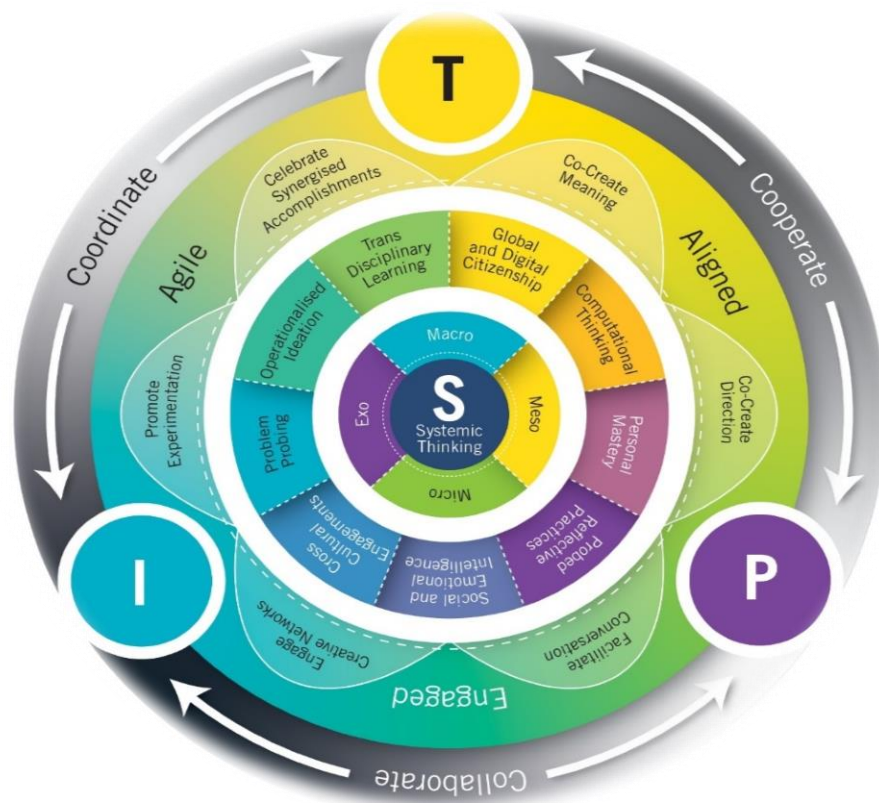 T
Coordinate
Cooperate
Agile
Aligned
Celebrate
Synergised
Accomplishments
Co-Create
Meaning
Trans
Disciplinary
Learning
Global
and Digital
Citizenship
Operationalised
Ideation
Computational
Thinking
Macro
Promote
Experimentation
Problem
Probing
Exo
S
Systemic
Thinking
Meso
Personal
Mastery
Co-Create
Direction
Micro
Cross
Cultural
Engagements
Social and
Emotional
Intelligence
Probed
Reflective
Practices
I
P
Engage
Creative Networks
Facilitate
Conversation
Engaged
Collaborate